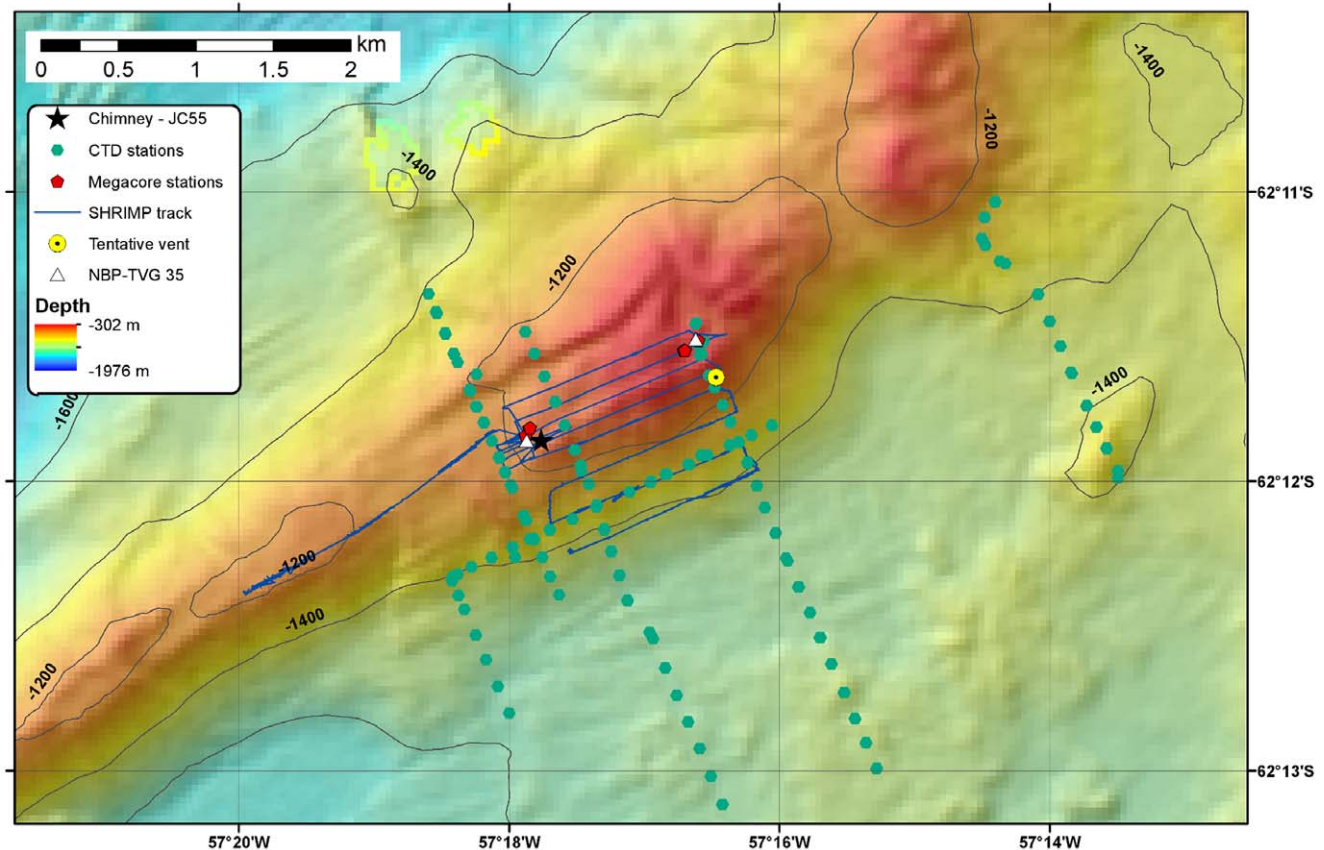 km
0 0.5 1 1.5 2
Chimney - JC55
CTD stations
Megacore stations
SHRIMP track
Tentative vent
NBP-TVG 35
Depth
-302 m
-1976 m
-1400
-1200
-1400
62°11'S
-1200
-1400
-1600
62°12'S
-1200
-1400
-1200
62°13'S
57°20'W 57°18'W 57°16'W 57°14'W